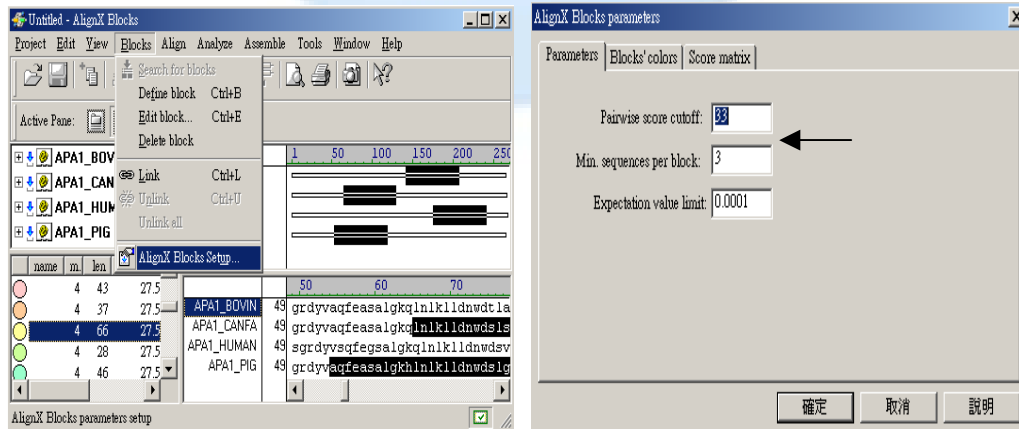 Untitled - AlignX Blocks
Project Edit View Blocks Align Analyze Assemble Tools Window Help
Search for blocks
Define block Ctrl+B
Edit block... Ctrl+E
Delete block
Link Ctrl+L
Unlink Ctrl+U
Unlink all
AlignX Blocks Setup...
Active Pane:
1 50 100 150 200 250
APA1_BOV
APA1_CAN
APA1_HUM
APA1_PIG
name m. len
4 43 27.5
4 37 27.5
4 66 27.5
4 28 27.5
4 46 27.5
50 60 70
APA1_BOVIN 49 grdyvaqfeasalgkqlnlklldnwdtla
APA1_CANFA 49 grdyvaqfeasalgkqlnlklldnwdsls
APA1_HUMAN 49 sgrdyvsqfegsalgkqlnlklldnwdsv
APA1_PIG 49 grdyvaqfeasalgkhlnlklldnwdslg
AlignX Blocks parameters setup
AlignX Blocks parameters
Parameters Blocks' colors Score matrix
Pairwise score cutoff: 33
Min. sequences per block: 3
Expectation value limit: 0.0001
確定 取消 說明